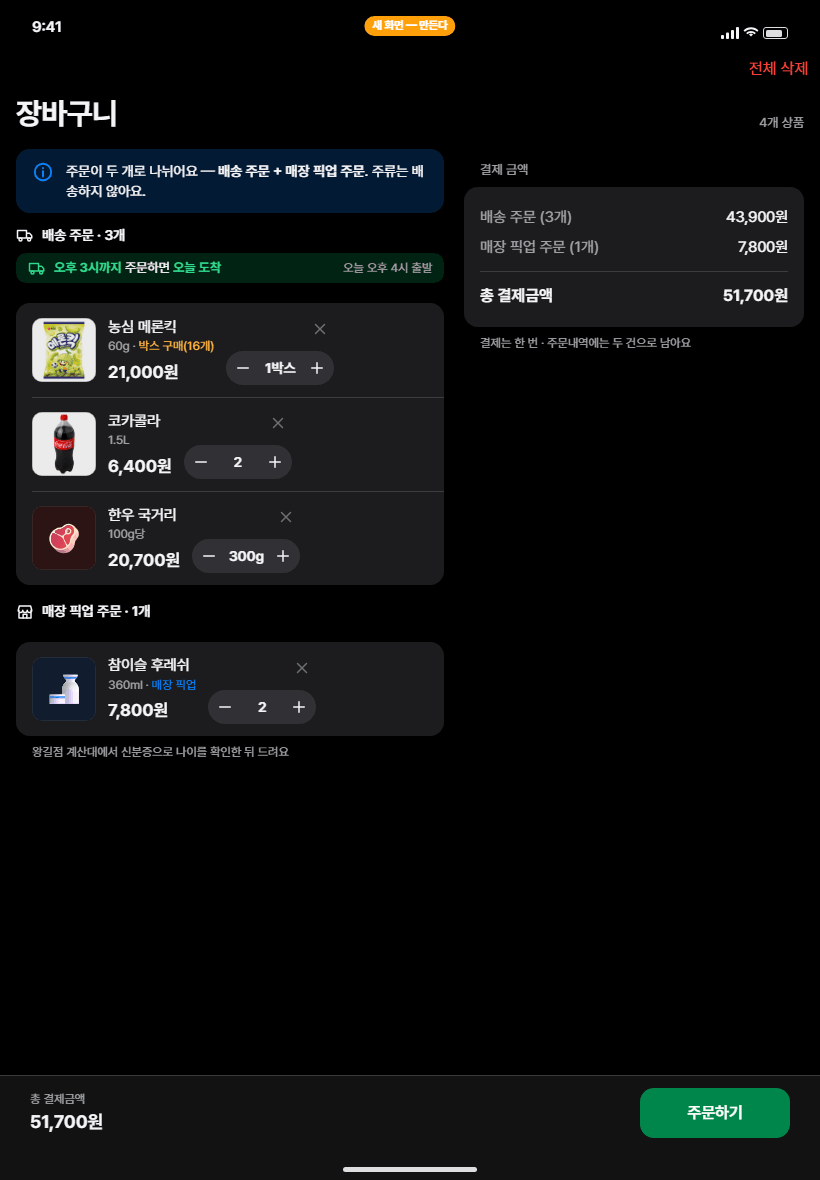 9:41
새 화면 — 만든다
전체 삭제
장바구니
4개 상품
주문이 두 개로 나뉘어요 — 배송 주문 + 매장 픽업 주문. 주류는 배
송하지 않아요.
배송 주문 · 3개
오후 3시까지 주문하면 오늘 도착
오늘 오후 4시 출발
농심 메론킥
60g · 박스 구매(16개)
21,000원
1박스
코카콜라
1.5L
6,400원
2
한우 국거리
100g당
20,700원
300g
매장 픽업 주문 · 1개
참이슬 후레쉬
360ml · 매장 픽업
7,800원
2
왕길점 계산대에서 신분증으로 나이를 확인한 뒤 드려요
결제 금액
배송 주문 (3개)
43,900원
매장 픽업 주문 (1개)
7,800원
총 결제금액
51,700원
결제는 한 번 · 주문내역에는 두 건으로 남아요
총 결제금액
51,700원
주문하기